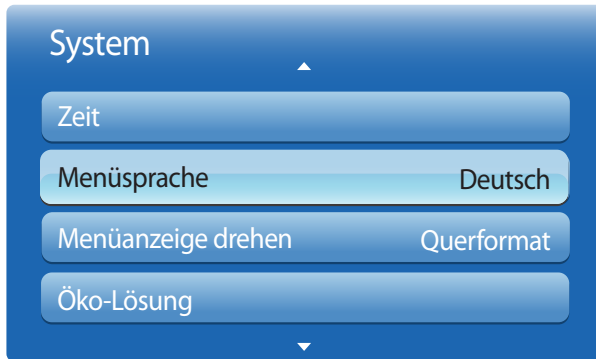 System
Zeit
Menüsprache Deutsch
Menüanzeige drehen Querformat
Öko-Lösung